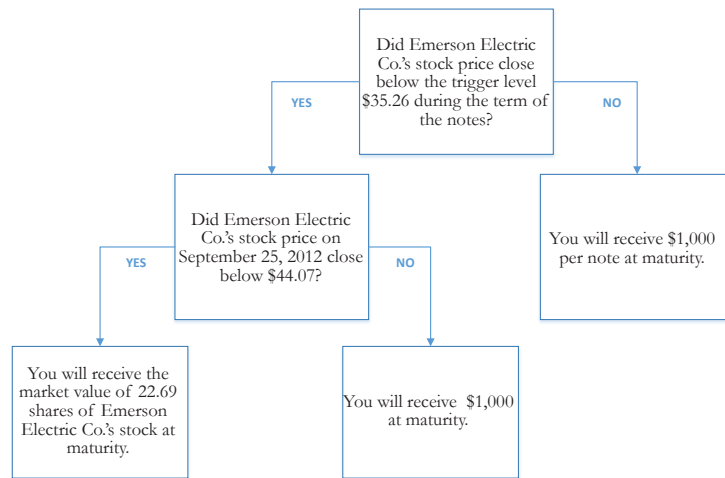 Did Emerson Electric
Co.'s stock price close
below the trigger level
$35.26 during the term of
the notes?
YES
NO
Did Emerson Electric
Co.'s stock price on
September 25, 2012 close
below $44.07?
You will receive $1,000
per note at maturity.
YES
NO
You will receive the
market value of 22.69
shares of Emerson
Electric Co.'s stock at
maturity.
You will receive $1,000
at maturity.